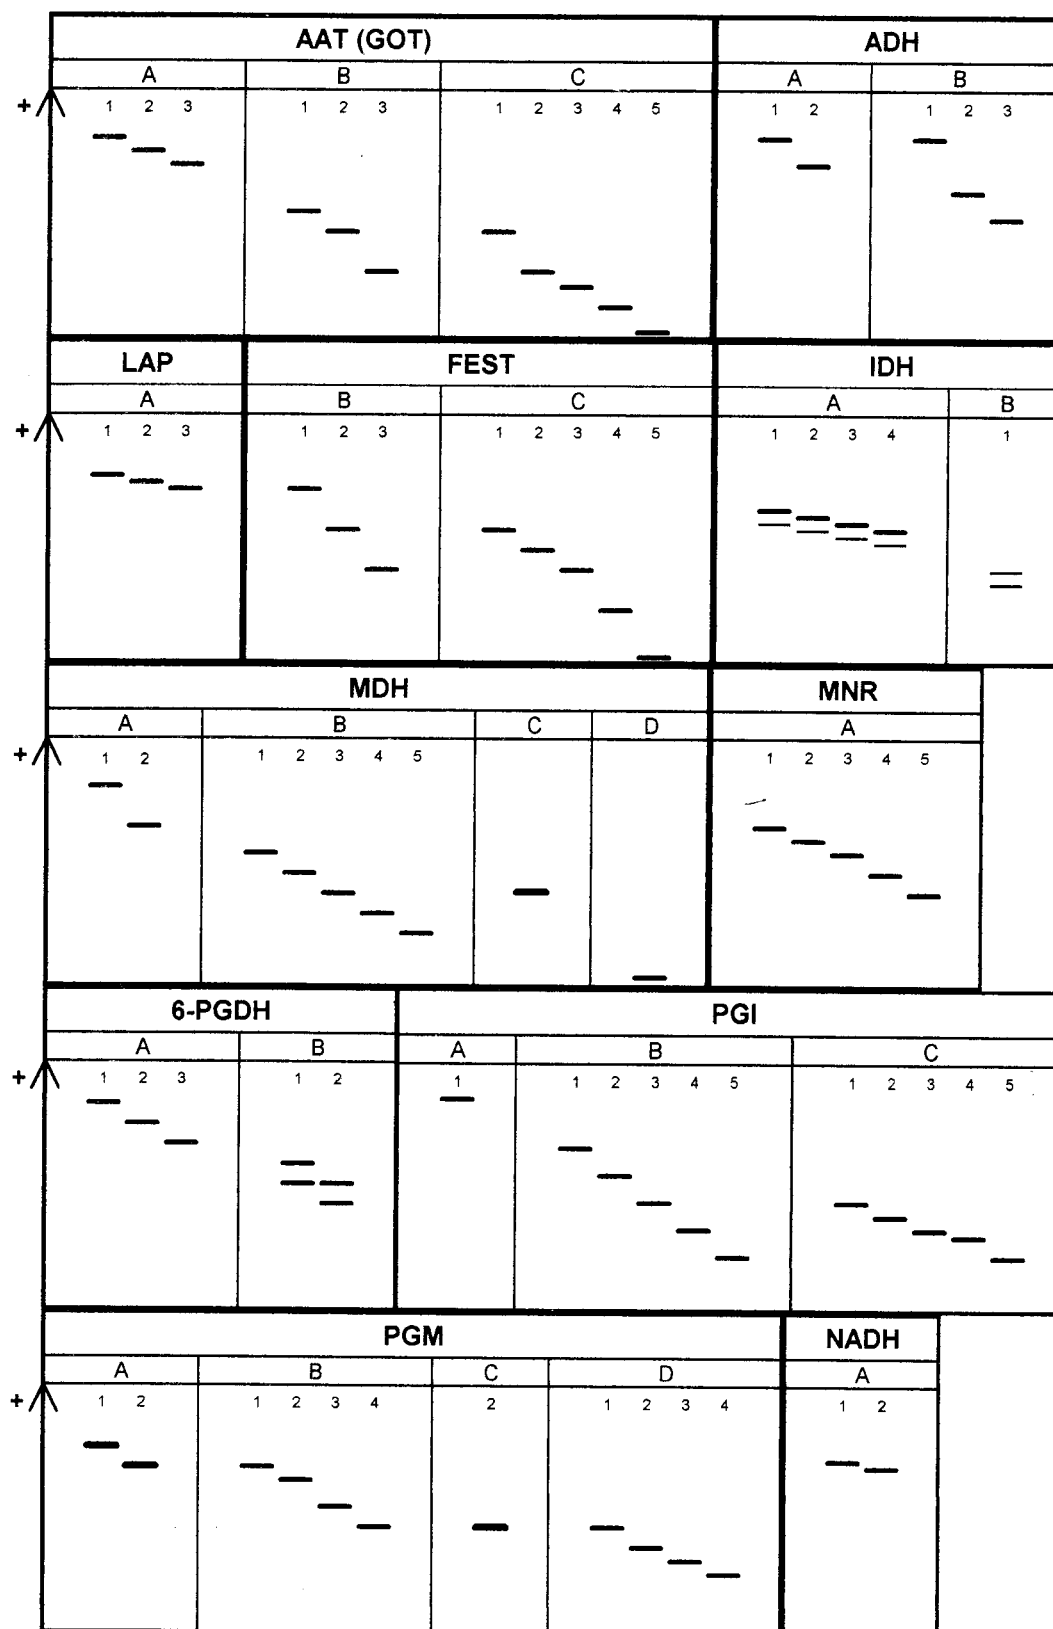 AAT (GOT) ADH
A B C A B
+ 1 2 3 1 2 3 1 2 3 4 5 1 2 1 2 3
LAP FEST IDH
A B C A B
+ 1 2 3 1 2 3 1 2 3 4 5 1 2 3 4 1
MDH MNR
A B C D A
+ 1 2 1 2 3 4 5 1 2 3 4 5
6-PGDH PGI
A B A B C
+ 1 2 3 1 2 1 1 2 3 4 5 1 2 3 4 5
PGM NADH
A B C D A
+ 1 2 1 2 3 4 2 1 2 3 4 1 2